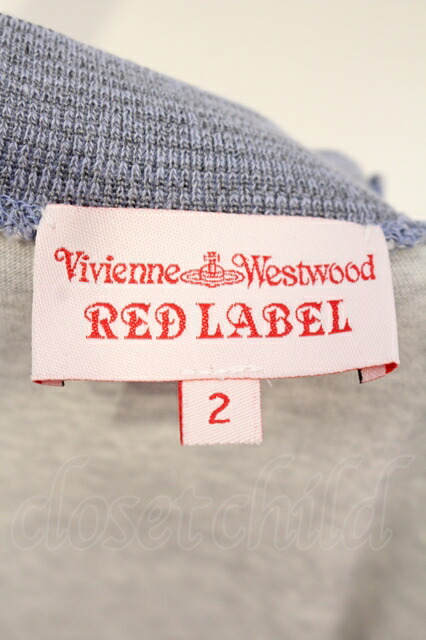 Vivienne Westwood
RED LABEL
2
closetchild